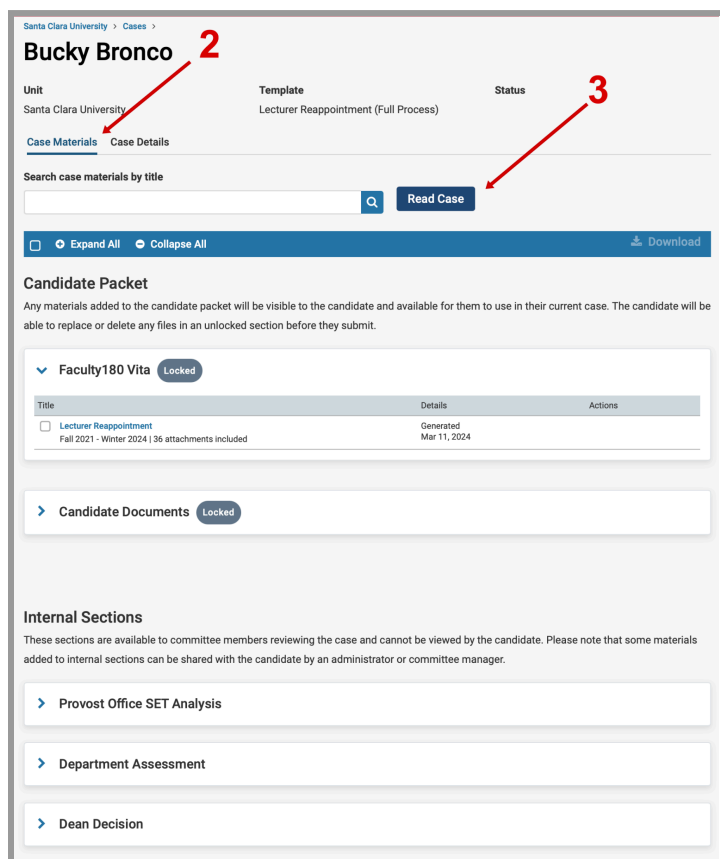 Santa Clara University > Cases >
Bucky Bronco
2
Unit Template Status
Santa Clara University Lecturer Reappointment (Full Process)
3
Case Materials Case Details
Search case materials by title
Read Case
Expand All Collapse All Download
Candidate Packet
Any materials added to the candidate packet will be visible to the candidate and available for them to use in their current case. The candidate will be
able to replace or delete any files in an unlocked section before they submit.
Faculty180 Vita Locked
Title Details Actions
Lecturer Reappointment Generated
Fall 2021 - Winter 2024 | 36 attachments included Mar 11, 2024
Candidate Documents Locked
Internal Sections
These sections are available to committee members reviewing the case and cannot be viewed by the candidate. Please note that some materials
added to internal sections can be shared with the candidate by an administrator or committee manager.
Provost Office SET Analysis
Department Assessment
Dean Decision